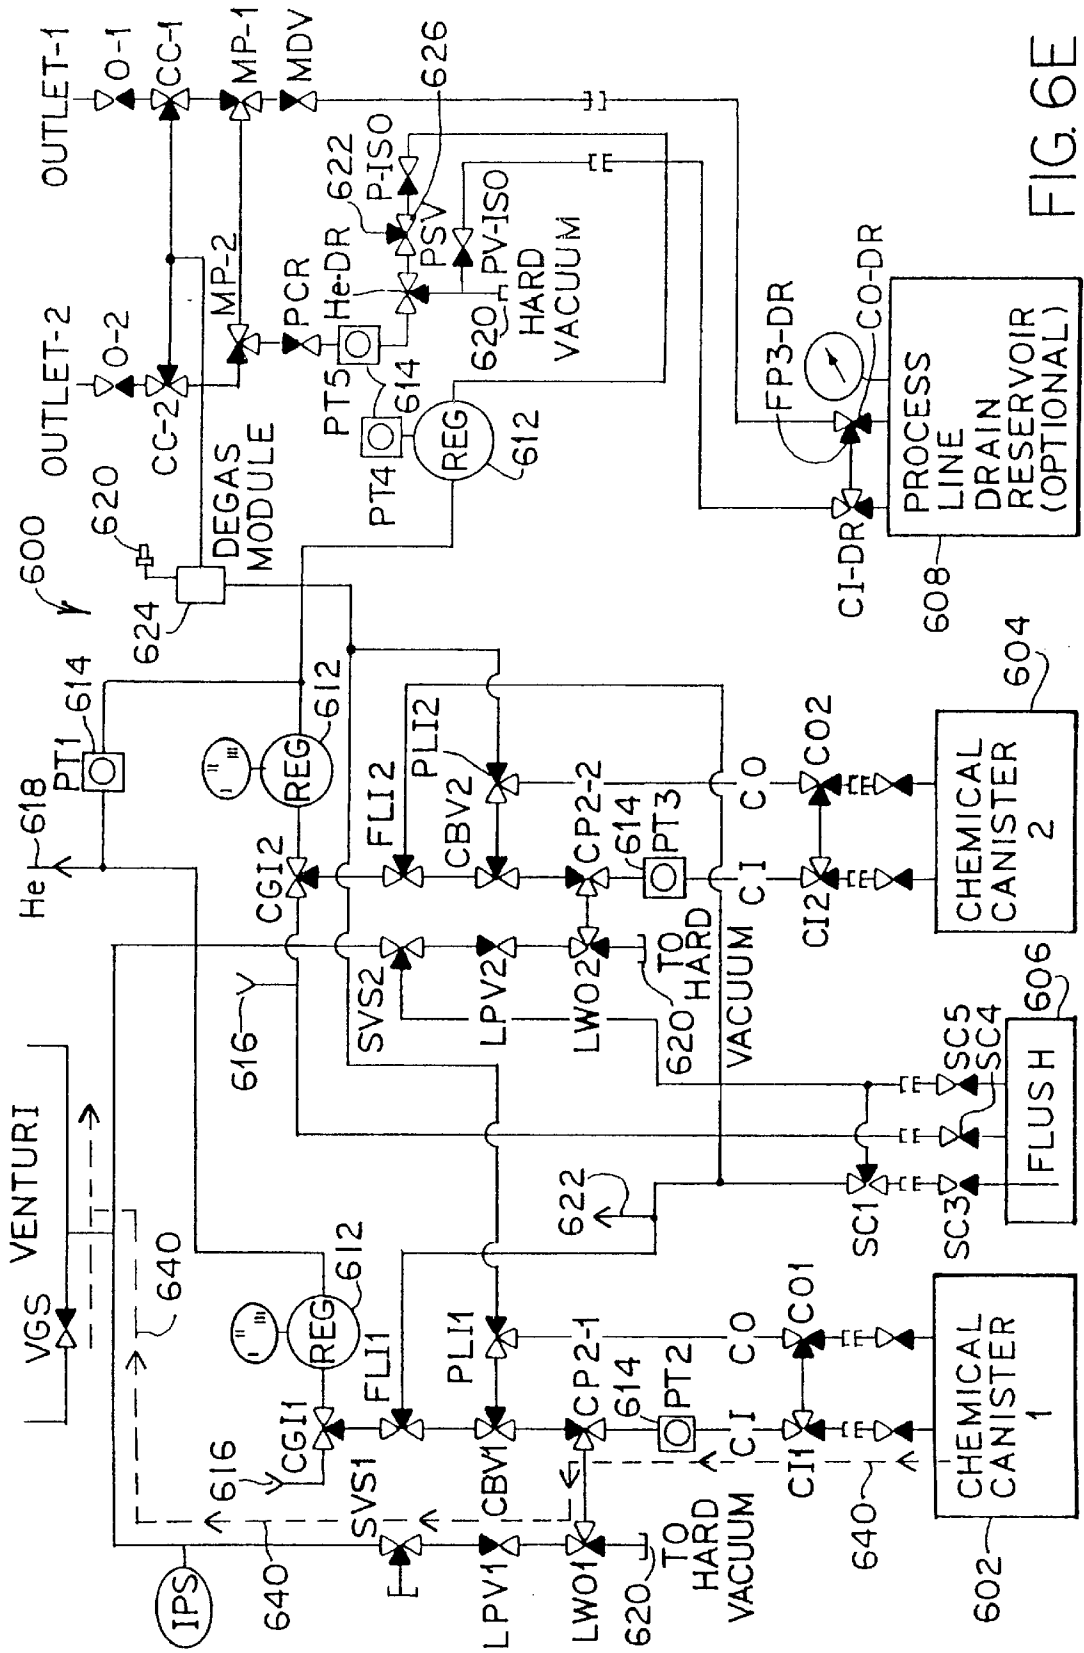 VGS VENTURI
He
618
PT1
614
600
620
624
DEGAS
MODULE
OUTLET-2
O-2
CC-2
MP-2
OUTLET-1
O-1
CC-1
MP-1
MDV
640
IPS
640
616
CGI1
REG
612
FLI1
SVS1
616
CGI2
REG
612
FLI2
SVS2
PCR
PT5
614
He-DR
622
P-ISO
626
PSV
PV-ISO
620
HARD
VACUUM
PT4
REG
612
LPV1
CBV1
PLI1
LPV2
CBV2
PLI2
LWO1
620
TO
HARD
VACUUM
CP2-1
614
PT2
CI
CO
622
LWO2
620
TO
HARD
VACUUM
CP2-2
614
PT3
CI
CO
FP3-DR
CO-DR
CI-DR
CI1
CO1
640
SC1
SC3
SC5
SC4
CI2
CO2
602
CHEMICAL
CANISTER
1
FLUSH
606
CHEMICAL
CANISTER
2
604
608
PROCESS
LINE
DRAIN
RESERVOIR
(OPTIONAL)
FIG. 6E